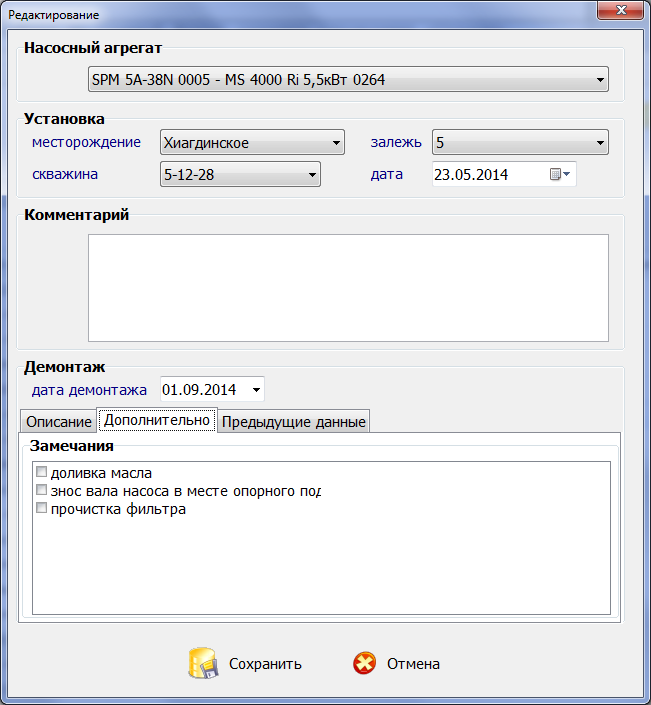 Редактирование
Насосный агрегат
SPM 5A-38N 0005 - MS 4000 Ri 5,5кВт 0264
Установка
месторождение Хиагдинское залежь 5
скважина 5-12-28 дата 23.05.2014
Комментарий
Демонтаж
дата демонтажа 01.09.2014
Описание Дополнительно Предыдущие данные
Замечания
доливка масла
знос вала насоса в месте опорного под
прочистка фильтра
Сохранить Отмена